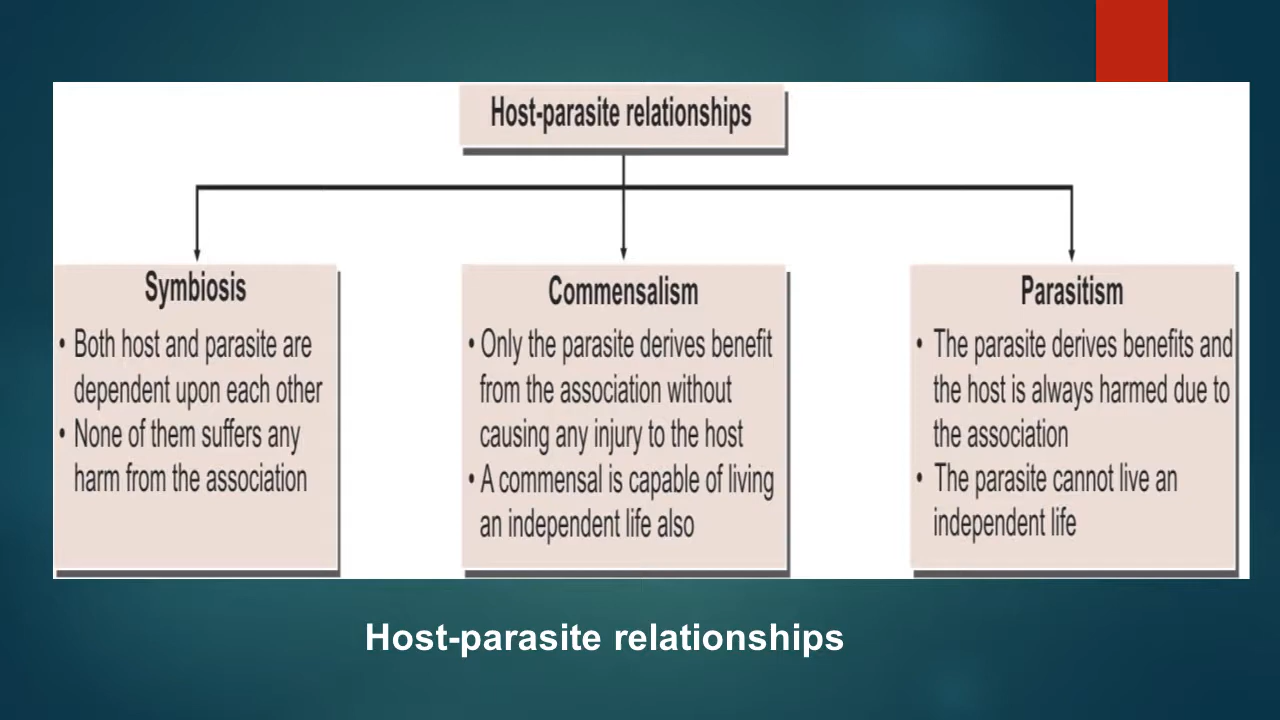 Host-parasite relationships
Symbiosis
• Both host and parasite are
dependent upon each other
• None of them suffers any
harm from the association
Commensalism
• Only the parasite derives benefit
from the association without
causing any injury to the host
• A commensal is capable of living
an independent life also
Parasitism
• The parasite derives benefits and
the host is always harmed due to
the association
• The parasite cannot live an
independent life
Host-parasite relationships